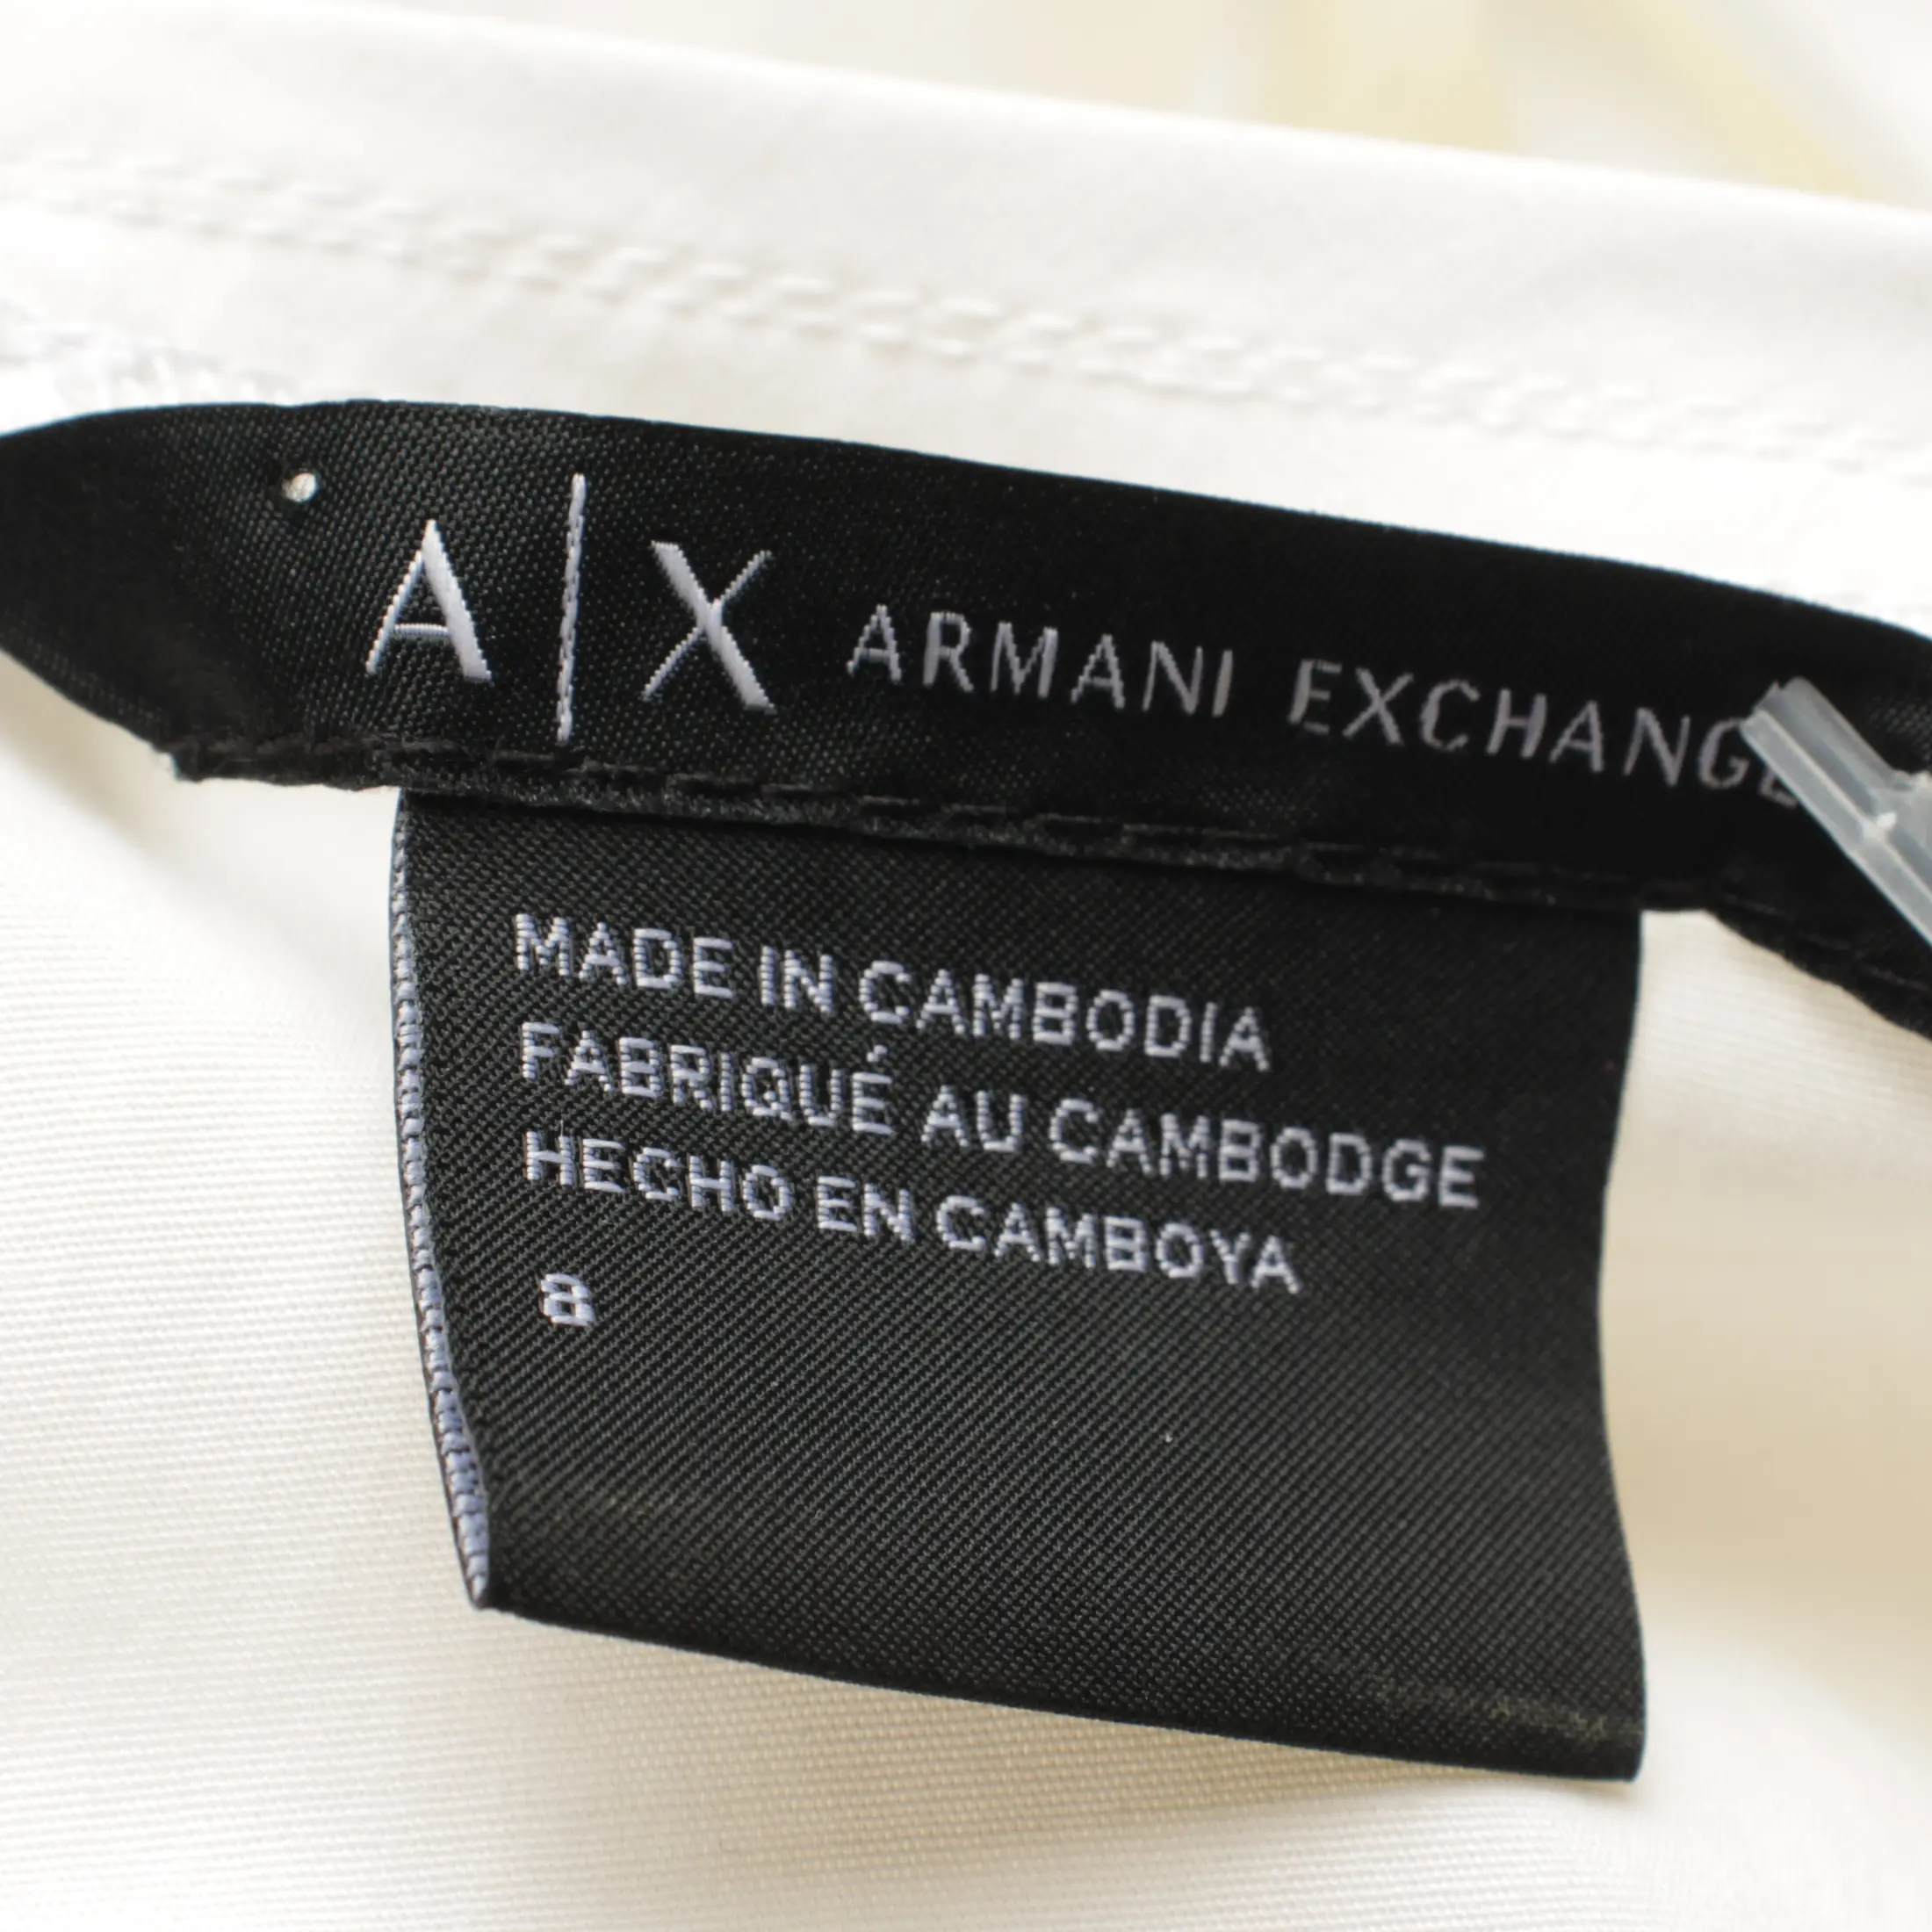 A|X ARMANI EXCHANGE
MADE IN CAMBODIA
FABRIQUÉ AU CAMBODGE
HECHO EN CAMBOYA
8